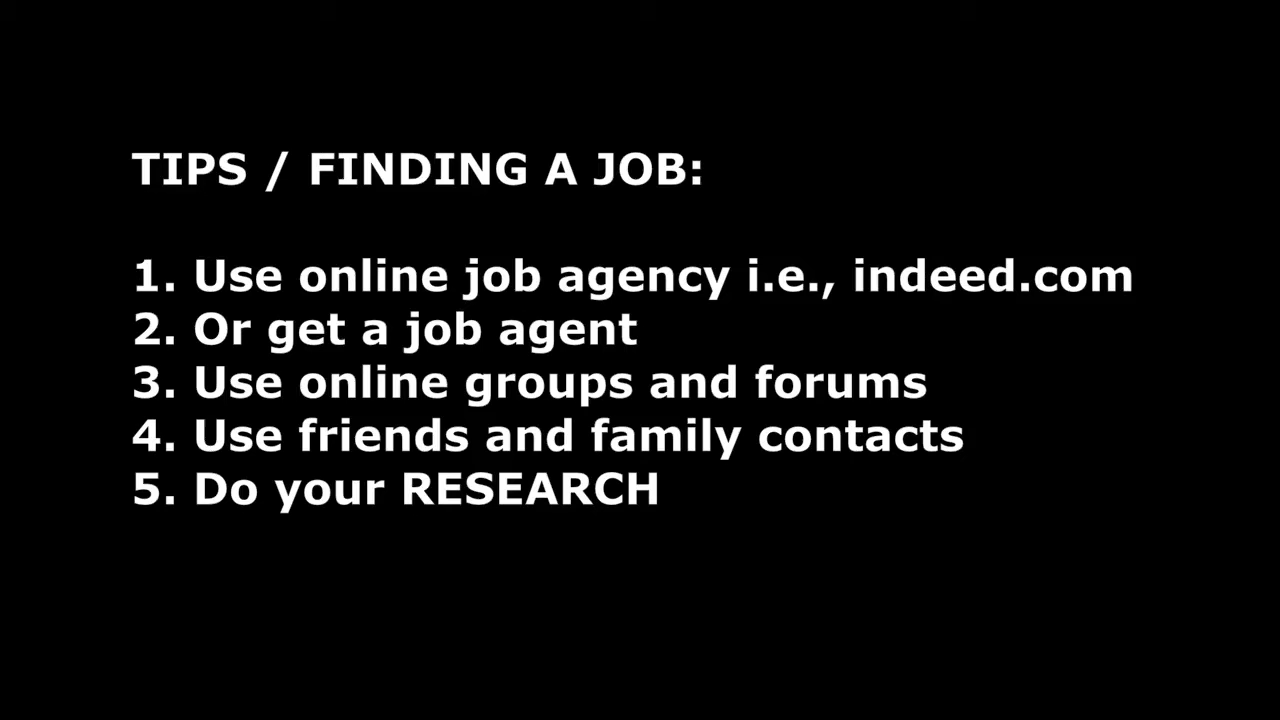 TIPS / FINDING A JOB:
1. Use online job agency i.e., indeed.com
2. Or get a job agent
3. Use online groups and forums
4. Use friends and family contacts
5. Do your RESEARCH